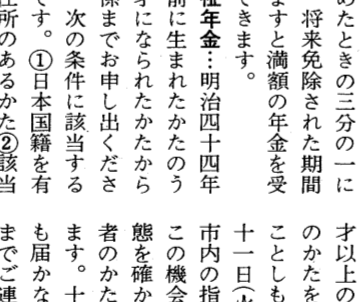 めたときの三分の一に
将来免除された期間
ますと満額の年金を受
できます。
祉年金…明治四十四年
前に生まれたかたのう
才になられたかたから
際までお申し出くださ
次の条件に該当する
です。①日本国籍を有
住所のあるかた②該当
才以上の
のかたを
ことしも
十一日(火
市内の指
この機会
態を確か
者のかた
ます。十
も届かな
までご連